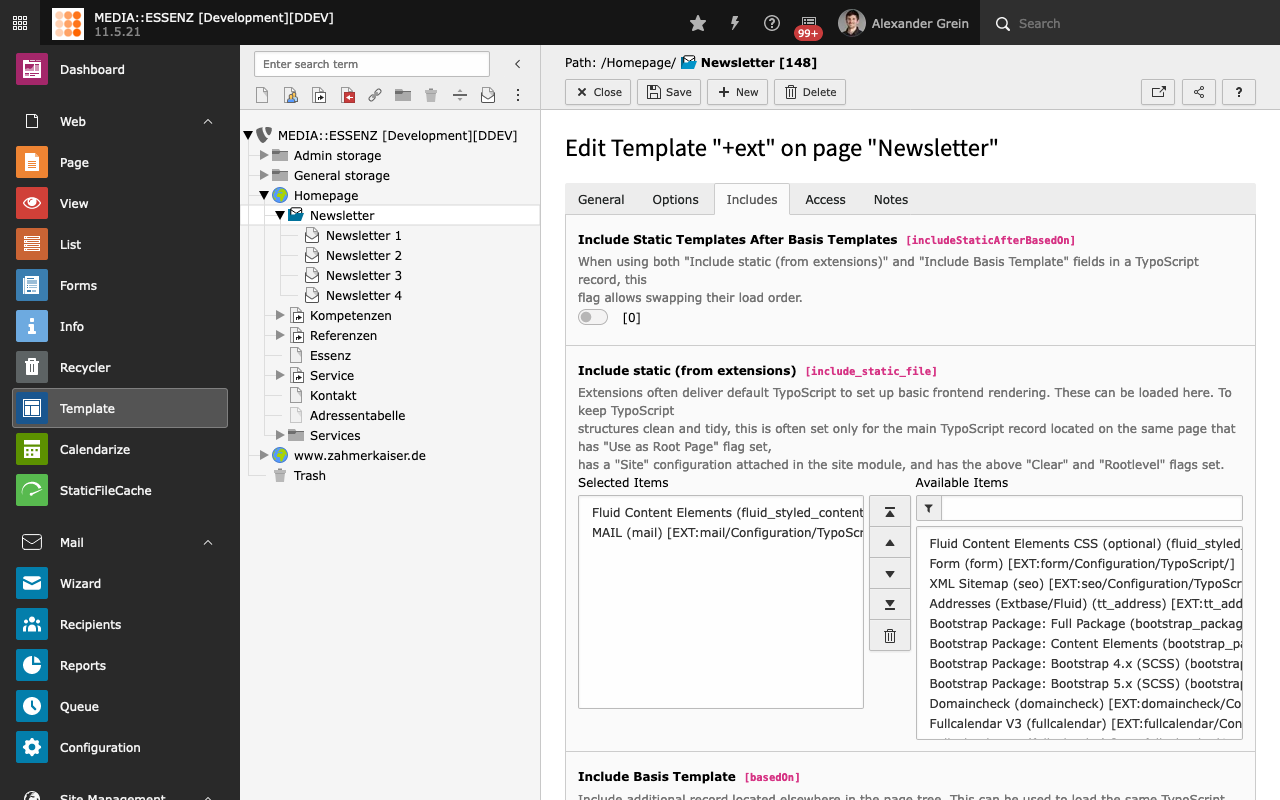 MEDIA::ESSENZ [Development][DDEV]
11.5.21
99+
Alexander Grein
Search
Dashboard
Web
Page
View
List
Forms
Info
Recycler
Template
Calendarize
StaticFileCache
Mail
Wizard
Recipients
Reports
Queue
Configuration
Site Management
Enter search term
MEDIA::ESSENZ [Development][DDEV]
Admin storage
General storage
Homepage
Newsletter
Newsletter 1
Newsletter 2
Newsletter 3
Newsletter 4
Kompetenzen
Referenzen
Essenz
Service
Kontakt
Adressentabelle
Services
www.zahmerkaiser.de
Trash
Path: /Homepage/ Newsletter [148]
Close Save New Delete ?
Edit Template "+ext" on page "Newsletter"
General Options Includes Access Notes
Include Static Templates After Basis Templates [includeStaticAfterBasedOn]
When using both "Include static (from extensions)" and "Include Basis Template" fields in a TypoScript
record, this
flag allows swapping their load order.
[0]
Include static (from extensions) [include_static_file]
Extensions often deliver default TypoScript to set up basic frontend rendering. These can be loaded here. To
keep TypoScript
structures clean and tidy, this is often set only for the main TypoScript record located on the same page that
has "Use as Root Page" flag set,
has a "Site" configuration attached in the site module, and has the above "Clear" and "Rootlevel" flags set.
Selected Items
Fluid Content Elements (fluid_styled_content
MAIL (mail) [EXT:mail/Configuration/TypoScr
Available Items
Fluid Content Elements CSS (optional) (fluid_styled_
Form (form) [EXT:form/Configuration/TypoScript/]
XML Sitemap (seo) [EXT:seo/Configuration/TypoScr
Addresses (Extbase/Fluid) (tt_address) [EXT:tt_add
Bootstrap Package: Full Package (bootstrap_packag
Bootstrap Package: Content Elements (bootstrap_pa
Bootstrap Package: Bootstrap 4.x (SCSS) (bootstrap
Bootstrap Package: Bootstrap 5.x (SCSS) (bootstrap
Domaincheck (domaincheck) [EXT:domaincheck/Co
Fullcalendar V3 (fullcalendar) [EXT:fullcalendar/Con
Include Basis Template [basedOn]
Include additional record located elsewhere in the page tree. This can be used to load the same TypoScript